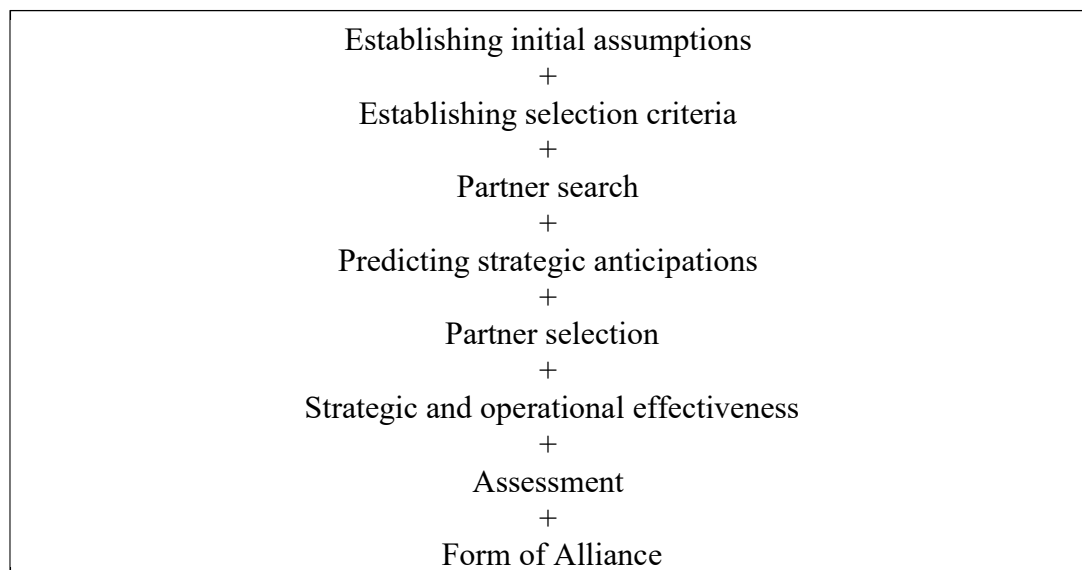 Establishing initial assumptions
+
Establishing selection criteria
+
Partner search
+
Predicting strategic anticipations
+
Partner selection
+
Strategic and operational effectiveness
+
Assessment
+
Form of Alliance